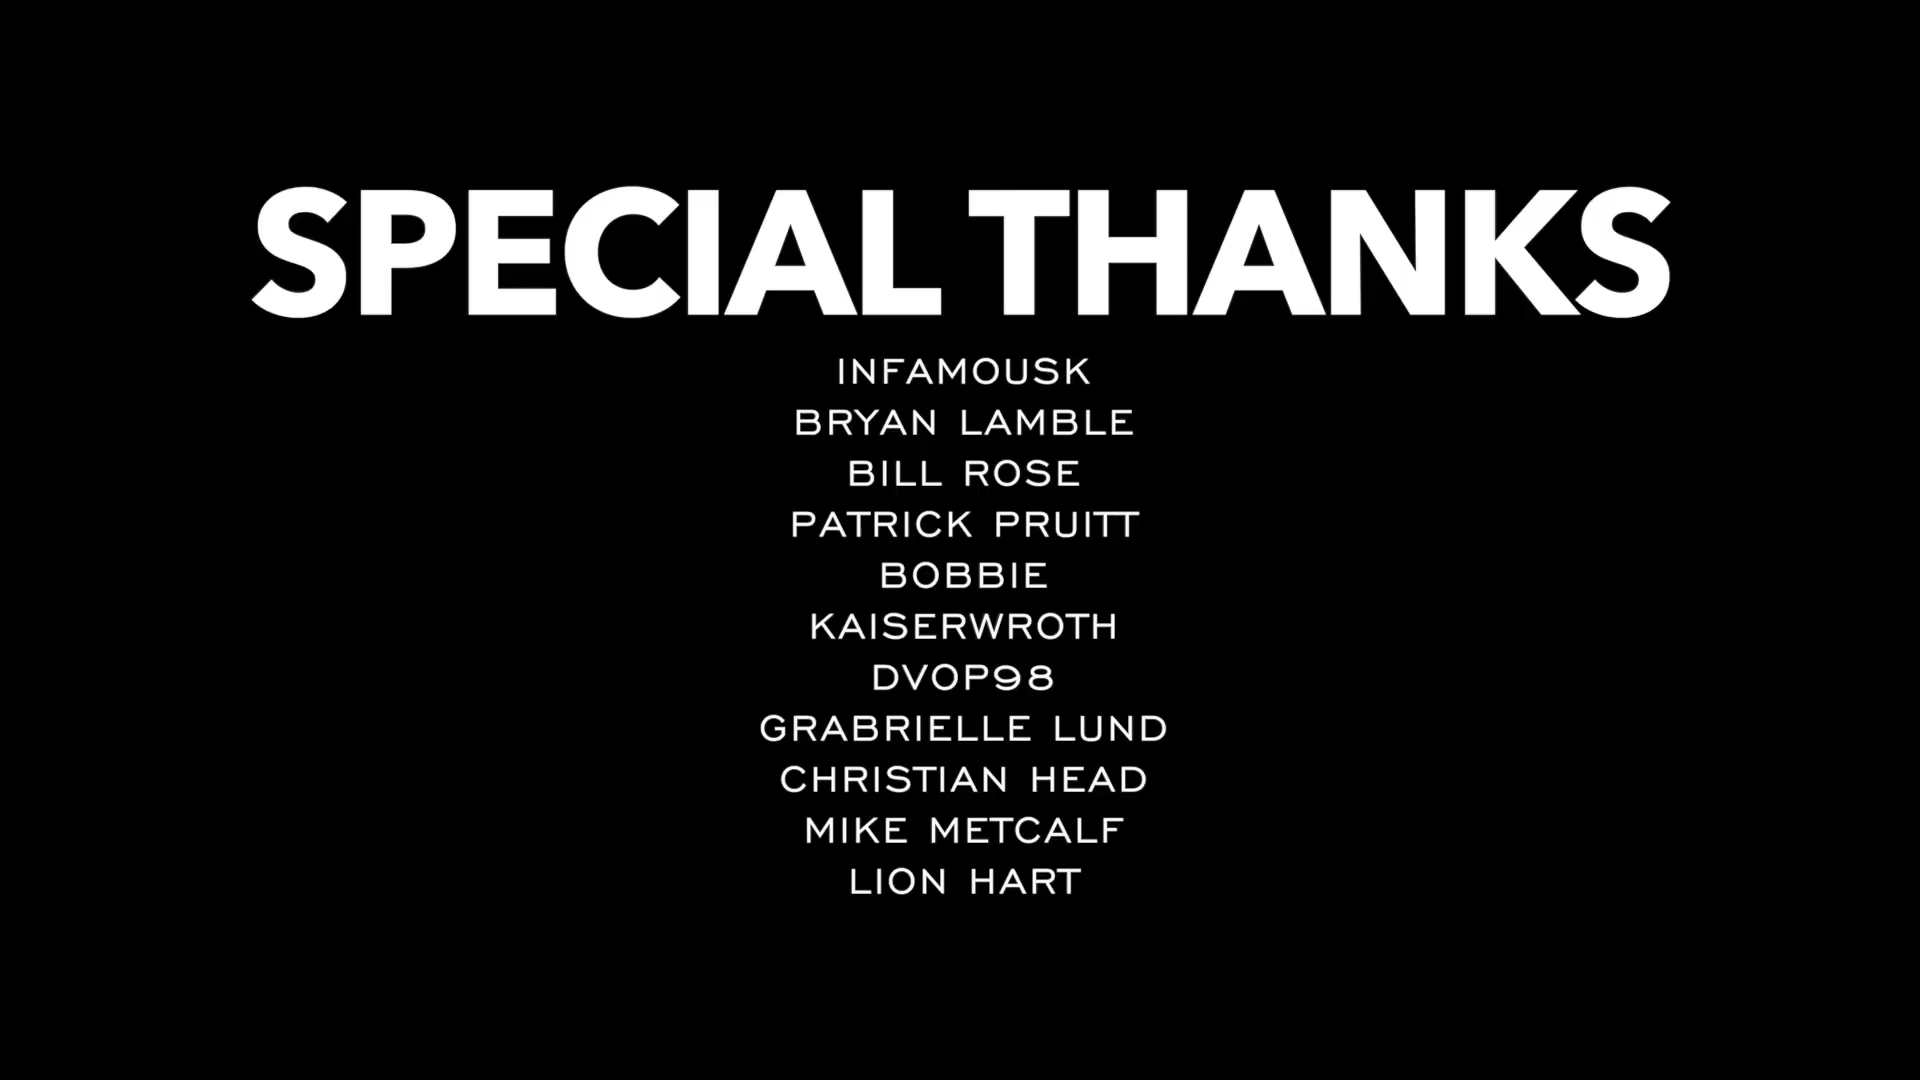 SPECIAL THANKS
INFAMOUSK
BRYAN LAMBLE
BILL ROSE
PATRICK PRUITT
BOBBIE
KAISERWROTH
DVOP98
GRABRIELLE LUND
CHRISTIAN HEAD
MIKE METCALF
LION HART